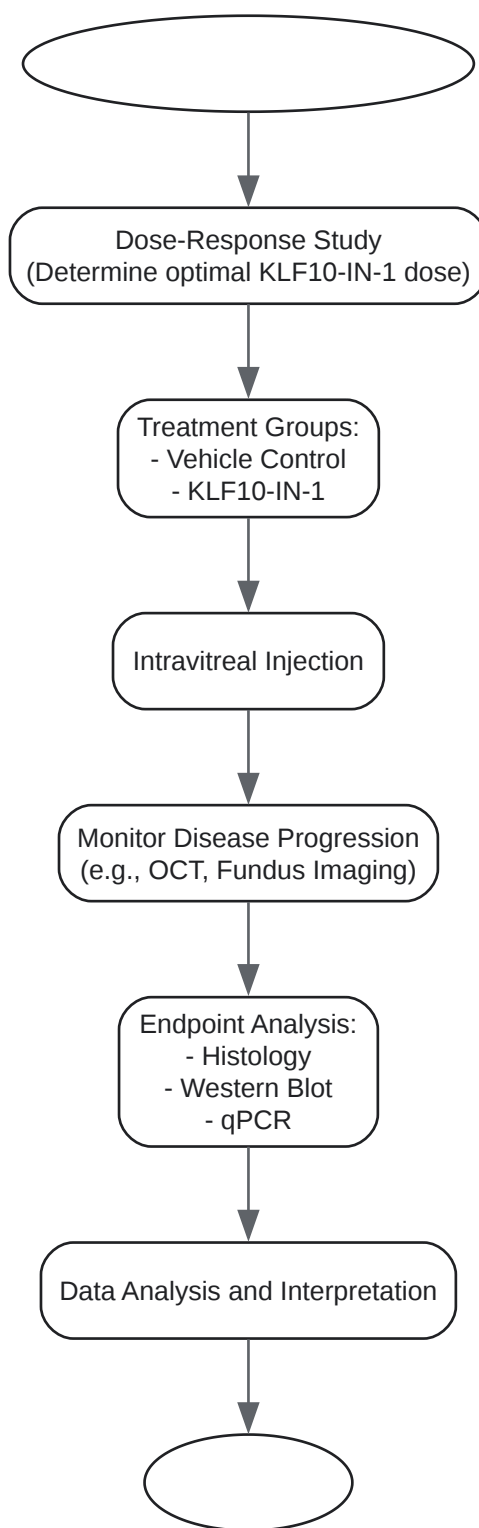 Dose-Response Study
(Determine optimal KLF10-IN-1 dose)
Treatment Groups:
- Vehicle Control
- KLF10-IN-1
Intravitreal Injection
Monitor Disease Progression
(e.g., OCT, Fundus Imaging)
Endpoint Analysis:
- Histology
- Western Blot
- qPCR
Data Analysis and Interpretation